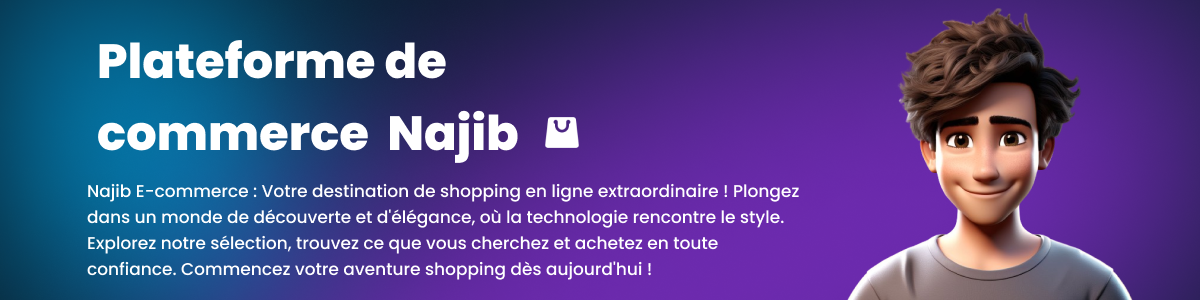 Plateforme de
commerce Najib
Najib E-commerce : Votre destination de shopping en ligne extraordinaire ! Plongez
dans un monde de découverte et d'élégance, où la technologie rencontre le style.
Explorez notre sélection, trouvez ce que vous cherchez et achetez en toute
confiance. Commencez votre aventure shopping dès aujourd'hui !